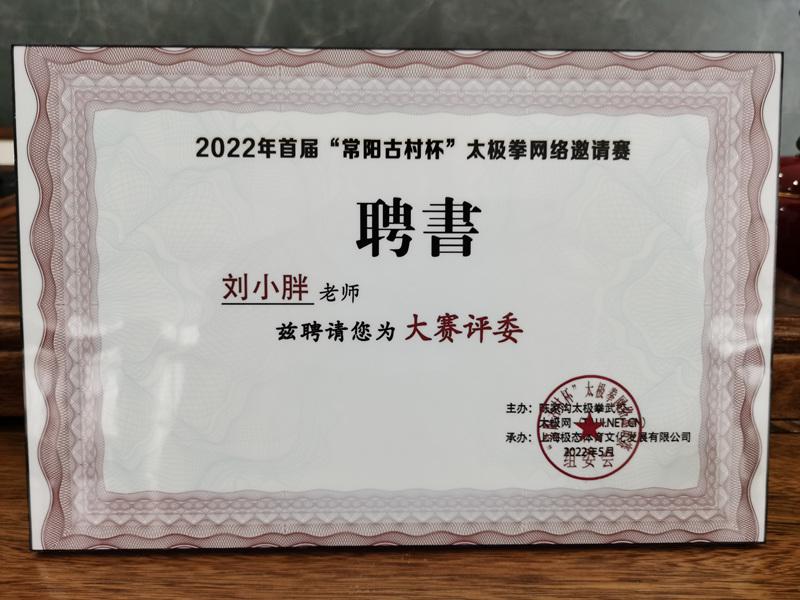 2022年首届“常阳古村杯”太极拳网络邀请赛
聘書
刘小胖 老师
兹聘请您为 大赛评委
主办：陈家沟太极拳武
太极网 (TAIJI.NET.CN)
承办：上海极态体育文化发展有限公司
2022年5月
组委会